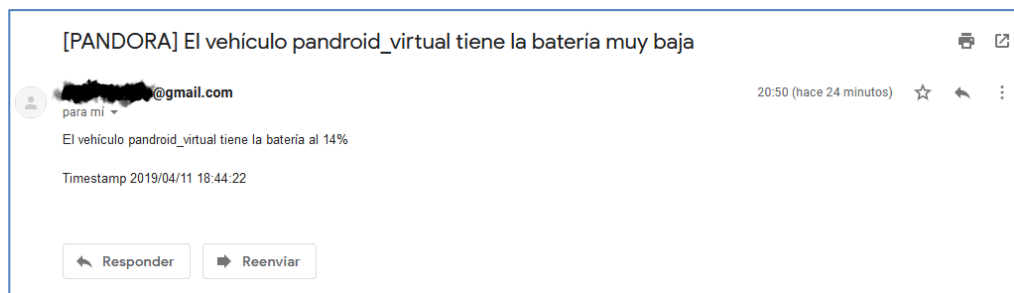 [PANDORA] El vehículo pandroid_virtual tiene la batería muy baja
@gmail.com
20:50 (hace 24 minutos)
para mí
El vehículo pandroid_virtual tiene la batería al 14%
Timestamp 2019/04/11 18:44:22
Responder
Reenviar